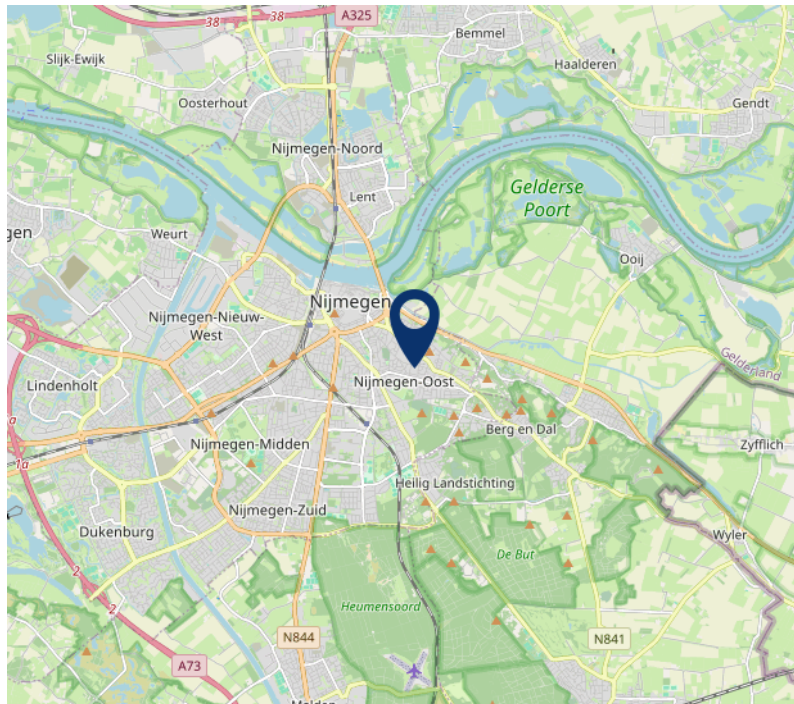 38
38
A325
Bemmel
Slijk-Ewijk
Haalderen
Oosterhout
Gendt
Nijmegen-Noord
Gelderse
Poort
Lent
gen
Weurt
Ooij
Nijmegen
Nijmegen-Nieuw-
West
Gelderland
Lindenholt
Nijmegen-Oost
a
Berg en Dal
Nijmegen-Midden
Zyfflich
1a
Heilig Landstichting
Nijmegen-Zuid
Dukenburg
De But
Wyler
2
2
Heumensoord
N844
N841
A73